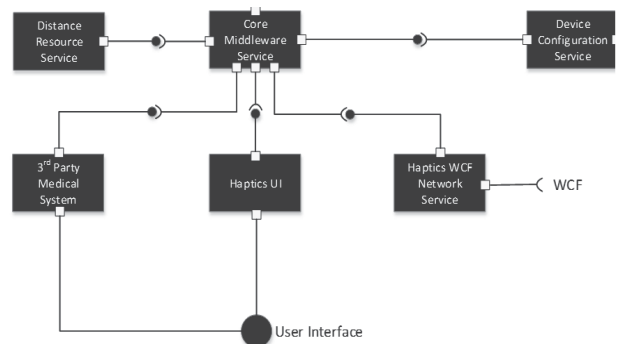 Distance
Resource
Service
Core
Middleware
Service
Device
Configuration
Service
3rd Party
Medical
System
Haptics UI
Haptics WCF
Network
Service
WCF
User Interface